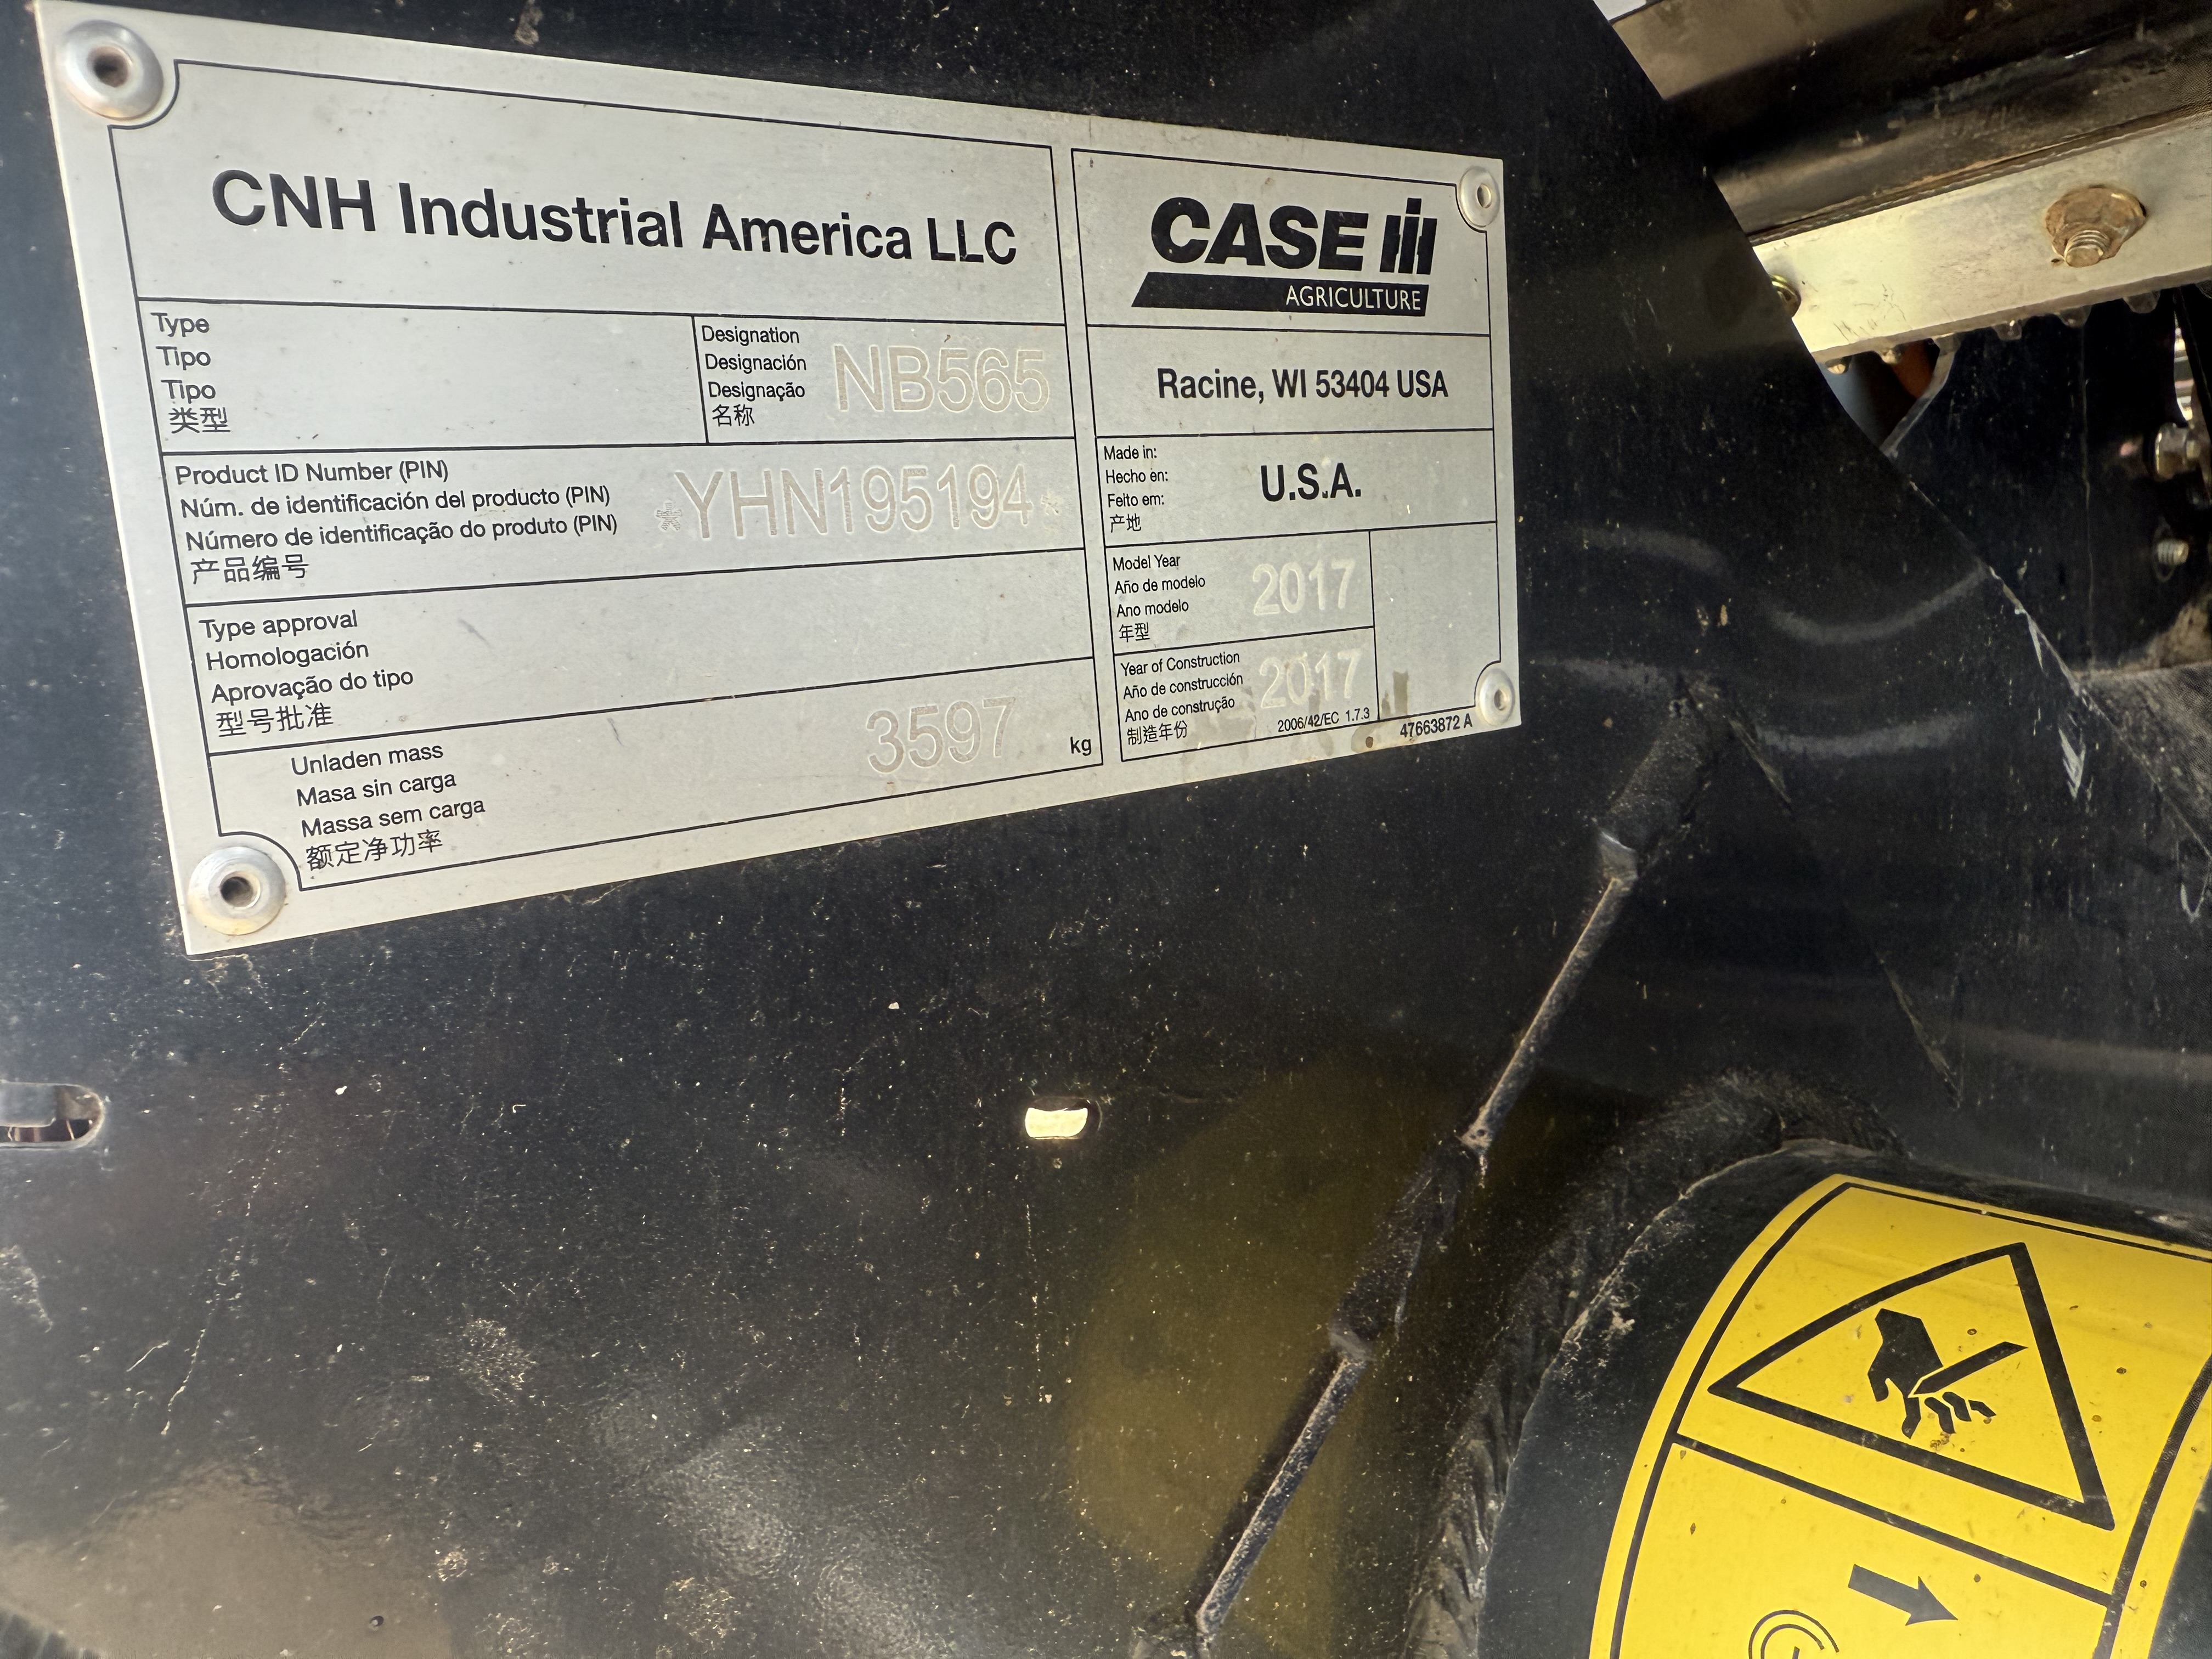 CNH Industrial America LLC
Type
Tipo
Tipo
类型
Designation
Designación
Designação
名称
NB565
Product ID Number (PIN)
Núm. de identificación del producto (PIN)
Número de identificação do produto (PIN)
产品编号
*YHN195194*
Type approval
Homologación
Aprovação do tipo
型号批准
Unladen mass
Masa sin carga
Massa sem carga
额定净功率
3597 kg
CASE IH
AGRICULTURE
Racine, WI 53404 USA
Made in:
Hecho en:
Feito em:
产地
U.S.A.
Model Year
Año de modelo
Ano modelo
年型
2017
Year of Construction
Año de construcción
Ano de construção
制造年份
2017
2006/42/EC 1.7.3
47663872 A